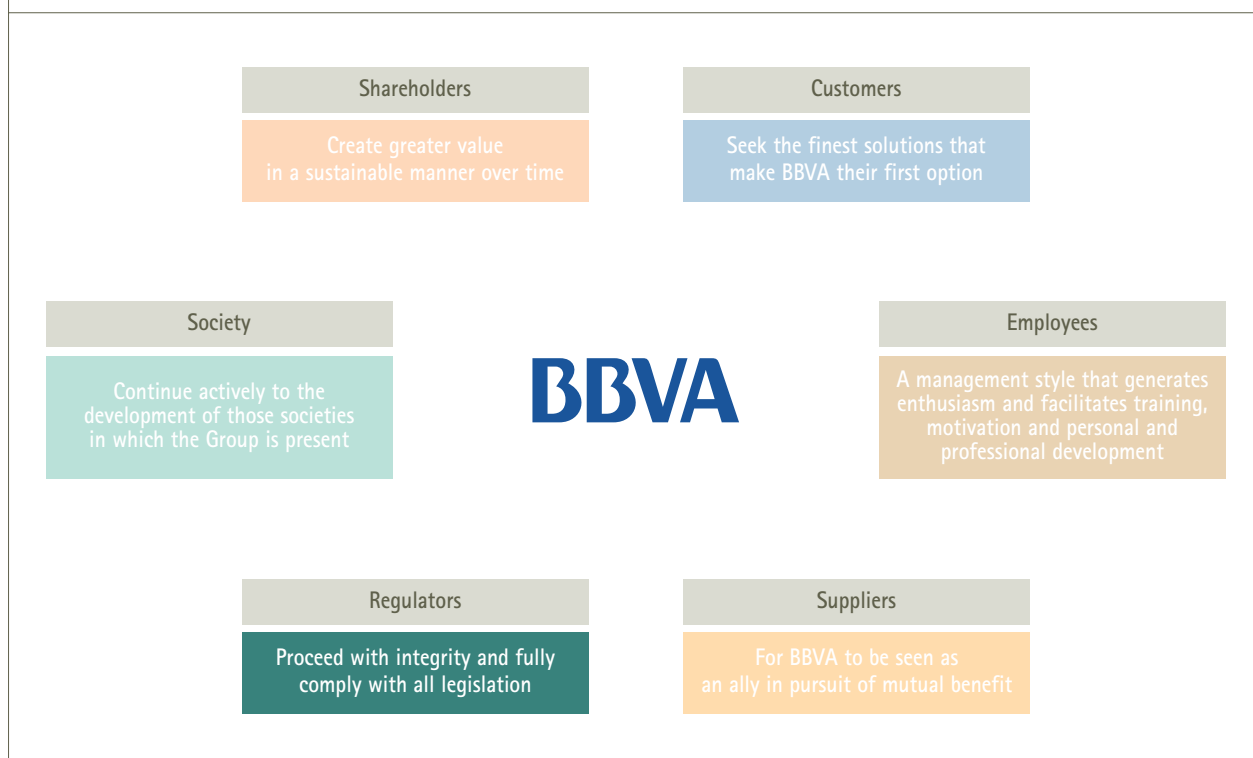 Shareholders
Create greater value
in a sustainable manner over time
Customers
Seek the finest solutions that
make BBVA their first option
Society
Continue actively to the
development of those societies
in which the Group is present
BBVA
Employees
A management style that generates
enthusiasm and facilitates training,
motivation and personal and
professional development
Regulators
Proceed with integrity and fully
comply with all legislation
Suppliers
For BBVA to be seen as
an ally in pursuit of mutual benefit